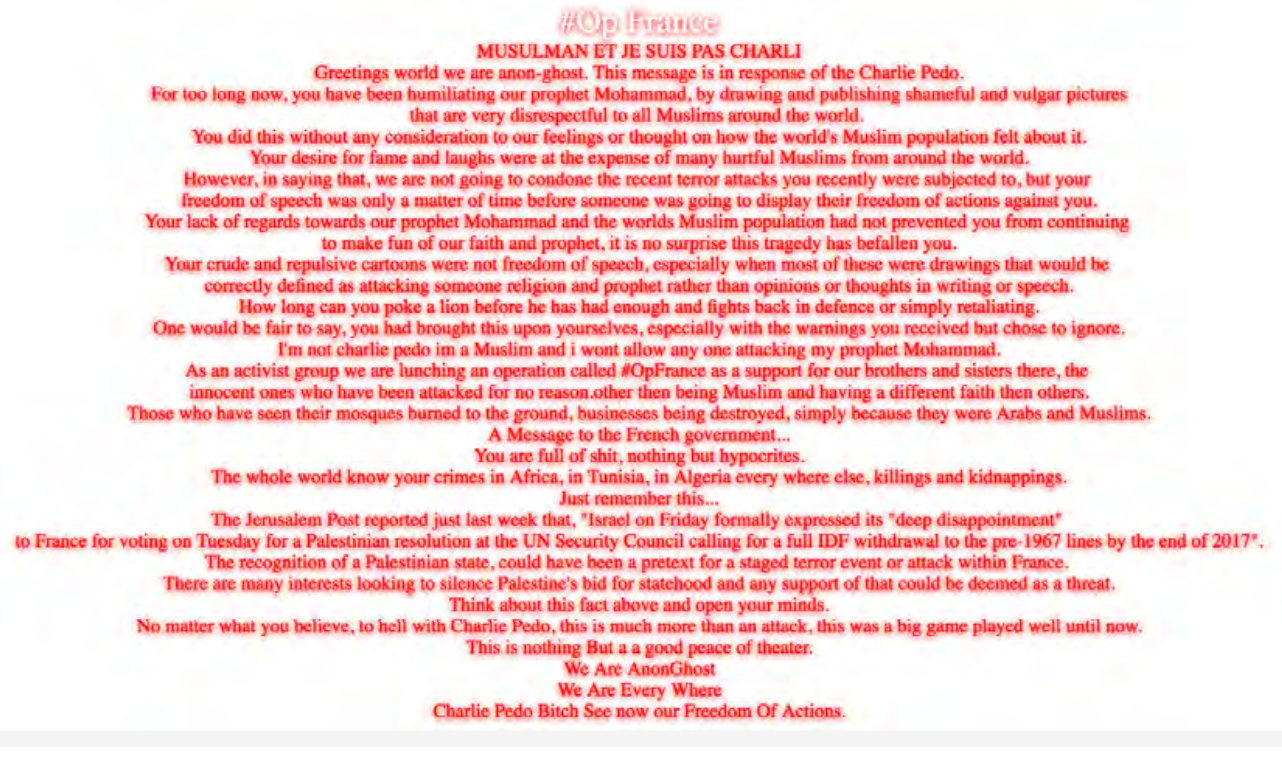 #Op France
MUSULMAN ET JE SUIS PAS CHARLI
Greetings world we are anon-ghost. This message is in response of the Charlie Pedo.
For too long now, you have been humiliating our prophet Mohammad, by drawing and publishing shameful and vulgar pictures
that are very disrespectful to all Muslims around the world.
You did this without any consideration to our feelings or thought on how the world's Muslim population felt about it.
Your desire for fame and laughs were at the expense of many hurtful Muslims from around the world.
However, in saying that, we are not going to condone the recent terror attacks you recently were subjected to, but your
freedom of speech was only a matter of time before someone was going to display their freedom of actions against you.
Your lack of regards towards our prophet Mohammad and the worlds Muslim population had not prevented you from continuing
to make fun of our faith and prophet, it is no surprise this tragedy has befallen you.
Your crude and repulsive cartoons were not freedom of speech, especially when most of these were drawings that would be
correctly defined as attacking someone religion and prophet rather than opinions or thoughts in writing or speech.
How long can you poke a lion before he has had enough and fights back in defence or simply retaliating.
One would be fair to say, you had brought this upon yourselves, especially with the warnings you received but chose to ignore.
I'm not charlie pedo im a Muslim and i wont allow any one attacking my prophet Mohammad.
As an activist group we are lunching an operation called #OpFrance as a support for our brothers and sisters there, the
innocent ones who have been attacked for no reason.other then being Muslim and having a different faith then others.
Those who have seen their mosques burned to the ground, businesses being destroyed, simply because they were Arabs and Muslims.
A Message to the French government...
You are full of shit, nothing but hypocrites.
The whole world know your crimes in Africa, in Tunisia, in Algeria every where else, killings and kidnappings.
Just remember this...
The Jerusalem Post reported just last week that, "Israel on Friday formally expressed its "deep disappointment"
to France for voting on Tuesday for a Palestinian resolution at the UN Security Council calling for a full IDF withdrawal to the pre-1967 lines by the end of 2017".
The recognition of a Palestinian state, could have been a pretext for a staged terror event or attack within France.
There are many interests looking to silence Palestine's bid for statehood and any support of that could be deemed as a threat.
Think about this fact above and open your minds.
No matter what you believe, to hell with Charlie Pedo, this is much more than an attack, this was a big game played well until now.
This is nothing But a a good peace of theater.
We Are AnonGhost
We Are Every Where
Charlie Pedo Bitch See now our Freedom Of Actions.